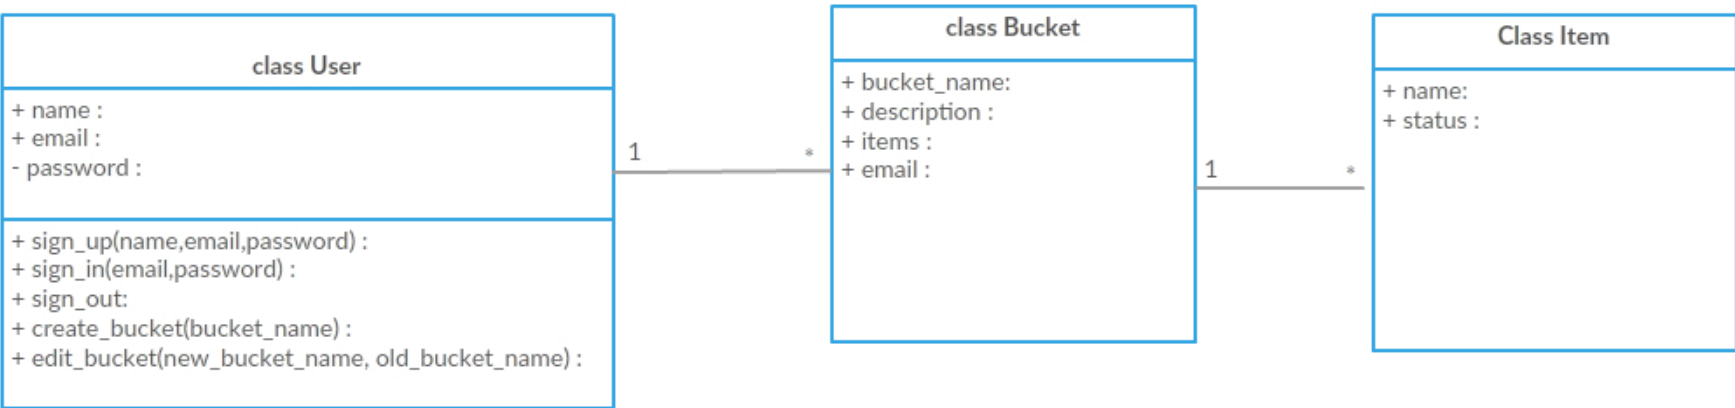 class User
+ name :
+ email :
- password :
+ sign_up(name,email,password) :
+ sign_in(email,password) :
+ sign_out:
+ create_bucket(bucket_name) :
+ edit_bucket(new_bucket_name, old_bucket_name) :
1
*
class Bucket
+ bucket_name:
+ description :
+ items :
+ email :
1
*
Class Item
+ name:
+ status :